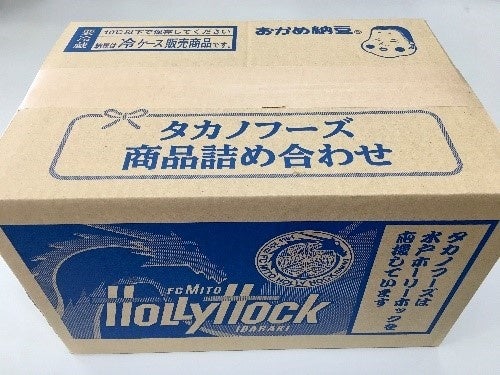 要冷蔵
10℃以下で保存してください
納豆は冷ケース販売商品です。
おかめ納豆®
タカノフーズ
商品詰め合わせ
FC MITO
HOLLYHOCK
IBARAKI
タカノフーズは
水戸ホーリーホックを
応援しています